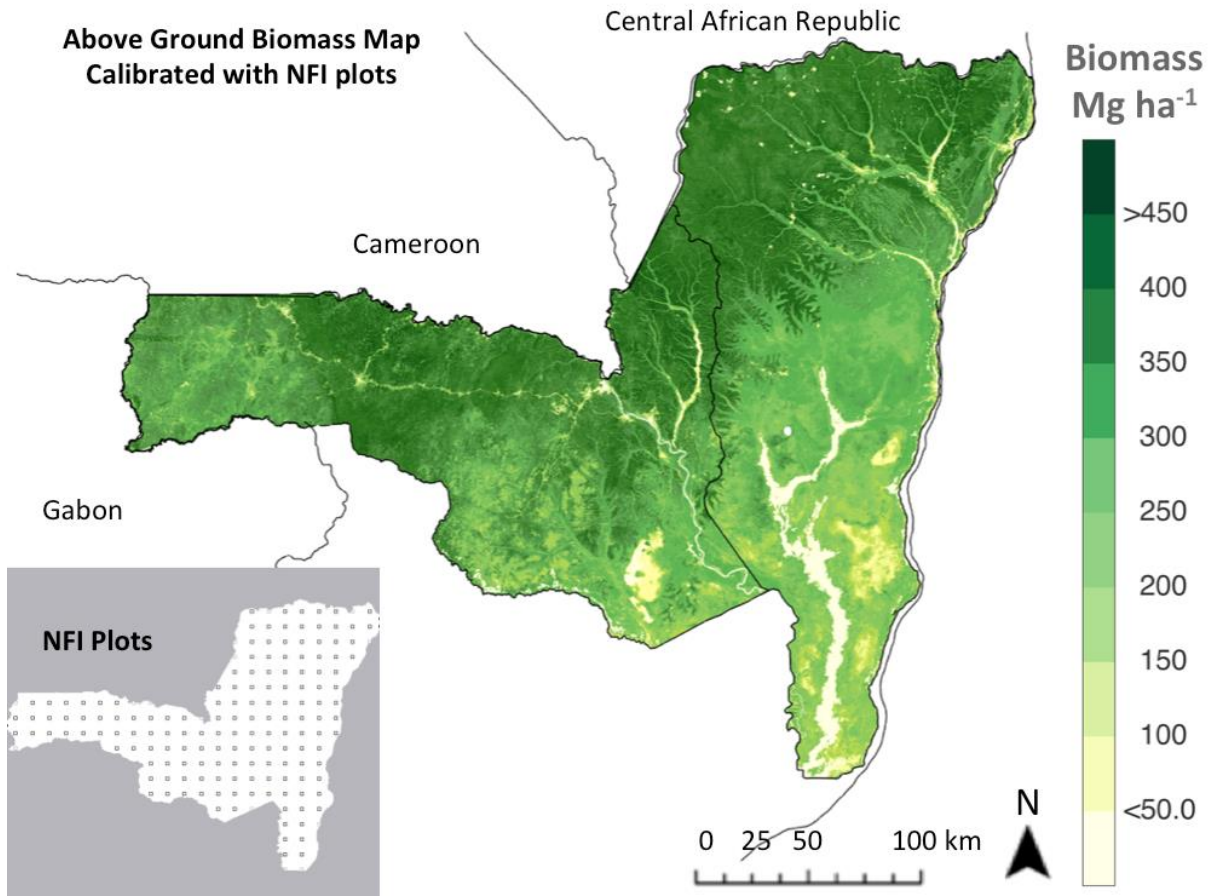 Above Ground Biomass Map
Calibrated with NFI plots
Central African Republic
Biomass
Mg ha⁻¹
>450
400
350
300
250
200
150
100
<50.0
Cameroon
Gabon
NFI Plots
N
0 25 50 100 km